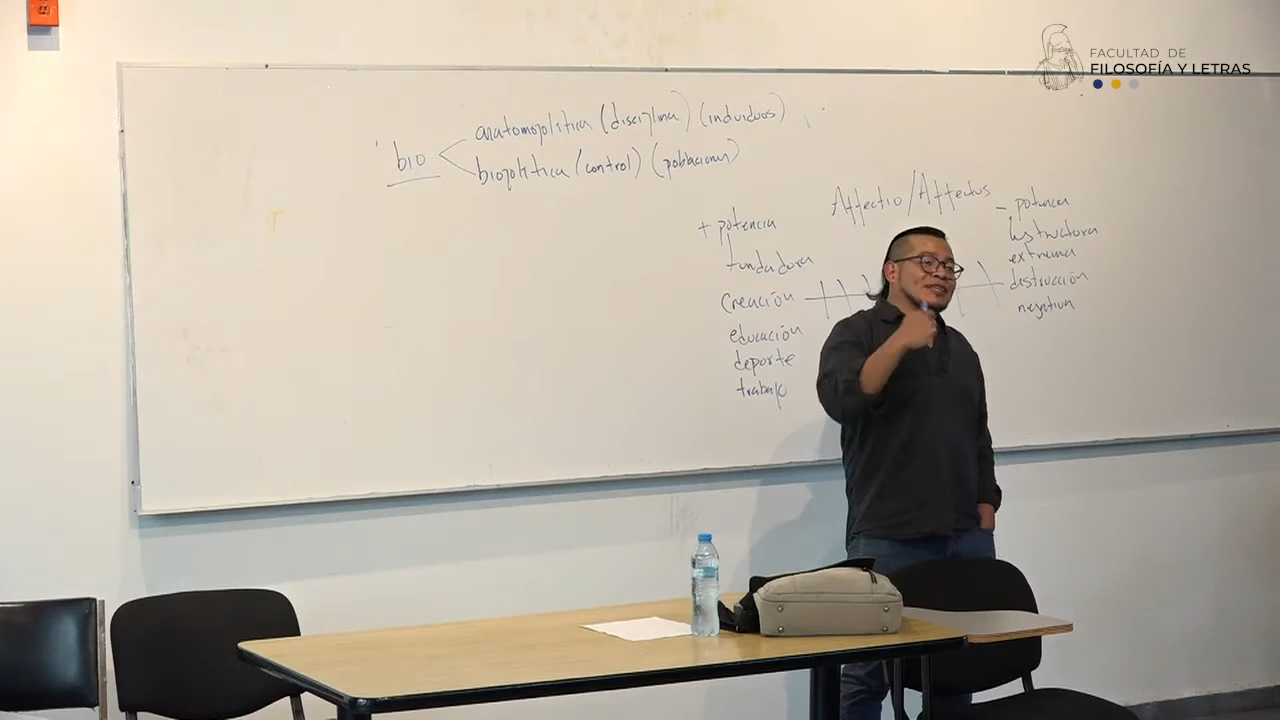 FACULTAD DE
FILOSOFÍA Y LETRAS
bio
anatomopolítica (disciplina) (individuos)
biopolítica (control) (poblaciones)
Affectio / Affectus
+ potencia
fundadora
creación
educación
deporte
trabajo
- potencia
destructora
extrema
destrucción
negativa